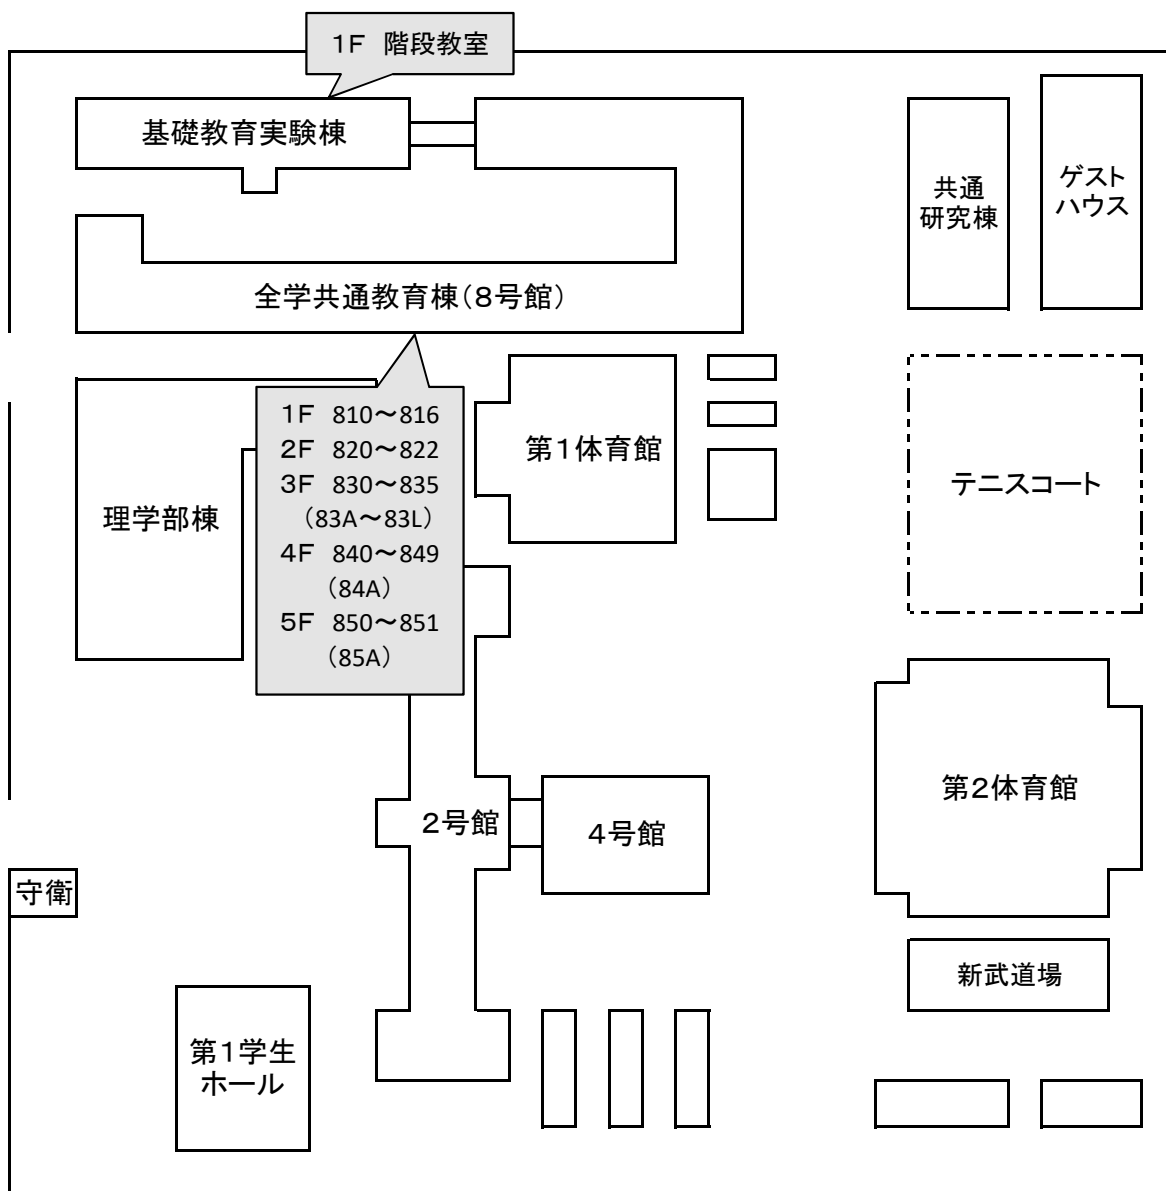 1F 階段教室
基礎教育実験棟
共通
研究棟
ゲスト
ハウス
全学共通教育棟(8号館)
1F 810～816
2F 820～822
3F 830～835
(83A～83L)
4F 840～849
(84A)
5F 850～851
(85A)
第1体育館
理学部棟
テニスコート
2号館
4号館
第2体育館
守衛
新武道場
第1学生
ホール